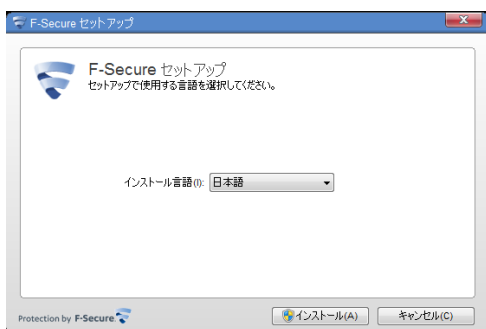 F-Secure セットアップ
F-Secure セットアップ
セットアップで使用する言語を選択してください。
インストール言語(I): 日本語
Protection by F-Secure
インストール(A) キャンセル(C)